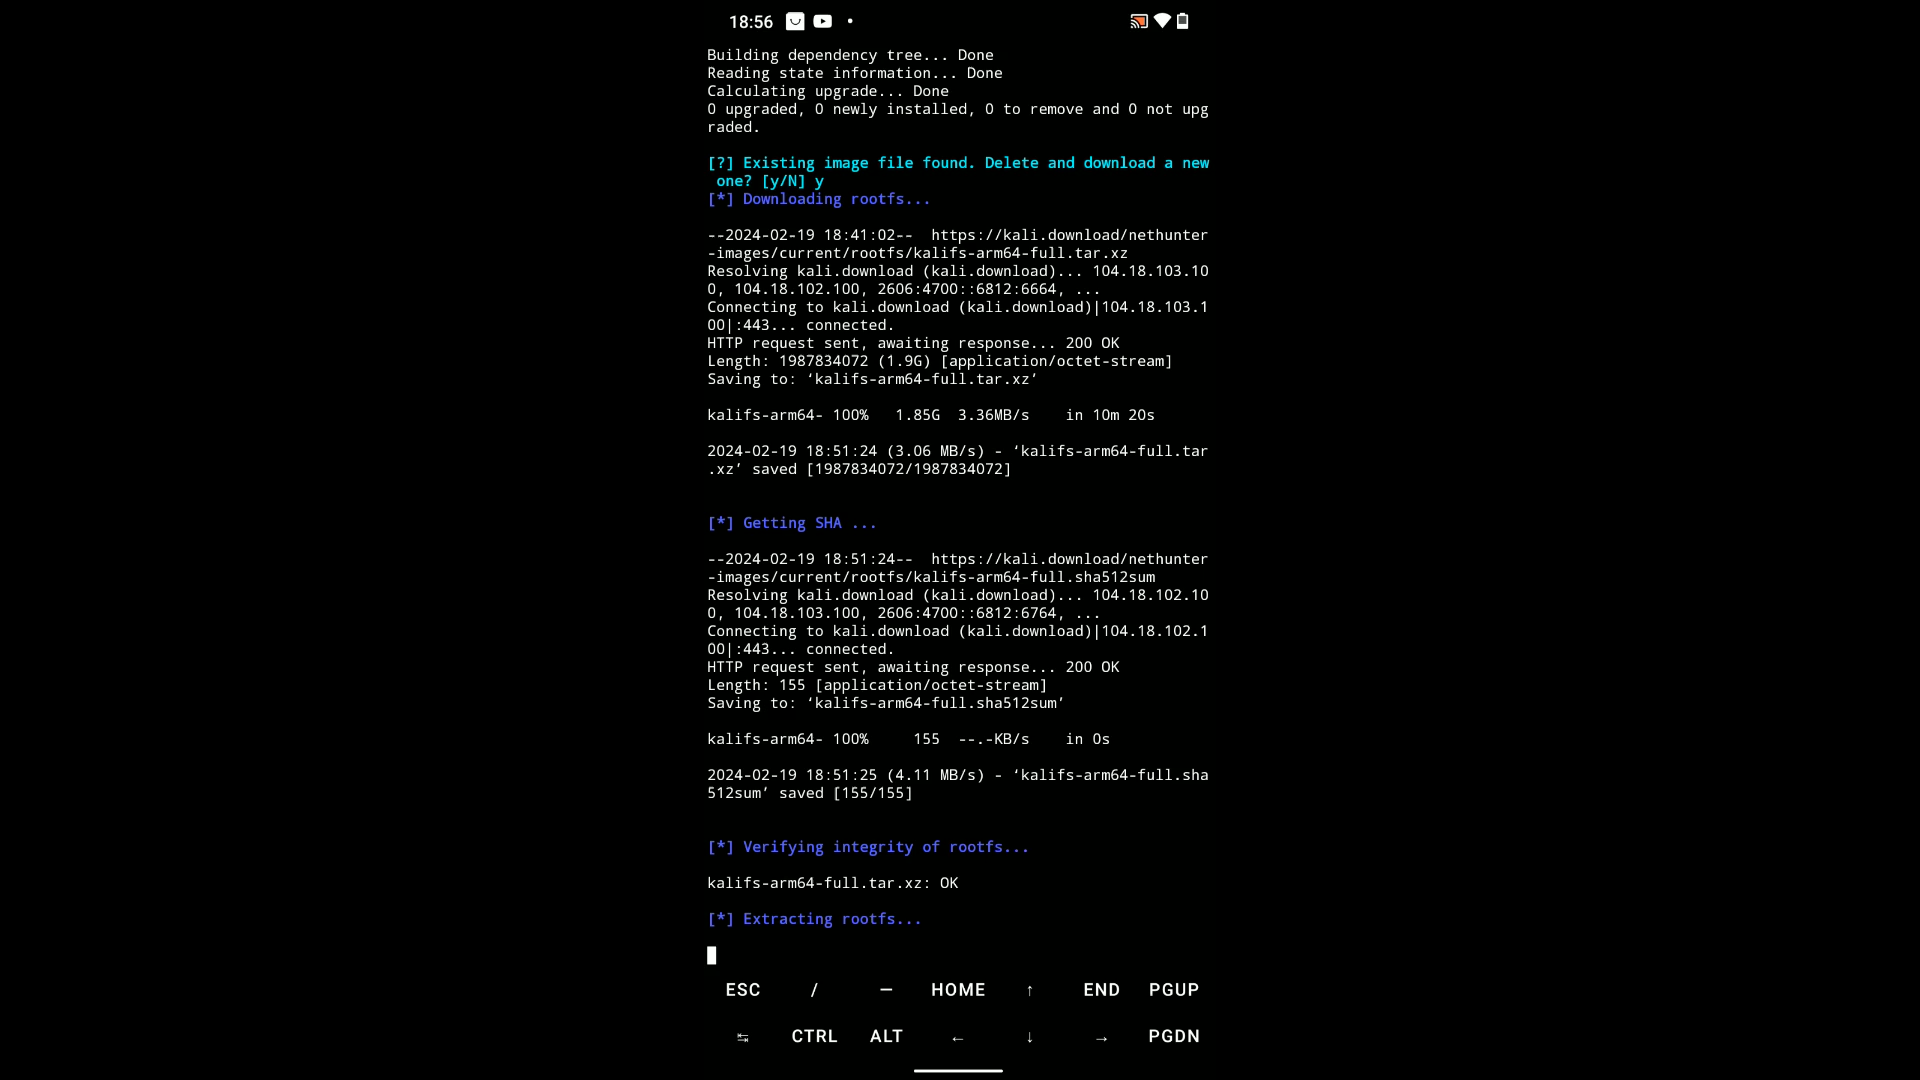 18:56
Building dependency tree... Done
Reading state information... Done
Calculating upgrade... Done
0 upgraded, 0 newly installed, 0 to remove and 0 not upg
raded.
[?] Existing image file found. Delete and download a new
one? [y/N] y
[*] Downloading rootfs...
--2024-02-19 18:41:02--  https://kali.download/nethunter
-images/current/rootfs/kalifs-arm64-full.tar.xz
Resolving kali.download (kali.download)... 104.18.103.10
0, 104.18.102.100, 2606:4700::6812:6664, ...
Connecting to kali.download (kali.download)|104.18.103.1
00|:443... connected.
HTTP request sent, awaiting response... 200 OK
Length: 1987834072 (1.9G) [application/octet-stream]
Saving to: ‘kalifs-arm64-full.tar.xz’
kalifs-arm64- 100%   1.85G  3.36MB/s    in 10m 20s
2024-02-19 18:51:24 (3.06 MB/s) - ‘kalifs-arm64-full.tar
.xz’ saved [1987834072/1987834072]
[*] Getting SHA ...
--2024-02-19 18:51:24--  https://kali.download/nethunter
-images/current/rootfs/kalifs-arm64-full.sha512sum
Resolving kali.download (kali.download)... 104.18.102.10
0, 104.18.103.100, 2606:4700::6812:6764, ...
Connecting to kali.download (kali.download)|104.18.102.1
00|:443... connected.
HTTP request sent, awaiting response... 200 OK
Length: 155 [application/octet-stream]
Saving to: ‘kalifs-arm64-full.sha512sum’
kalifs-arm64- 100%     155  --.-KB/s    in 0s
2024-02-19 18:51:25 (4.11 MB/s) - ‘kalifs-arm64-full.sha
512sum’ saved [155/155]
[*] Verifying integrity of rootfs...
kalifs-arm64-full.tar.xz: OK
[*] Extracting rootfs...
ESC / — HOME ↑ END PGUP
↹ CTRL ALT ← ↓ → PGDN